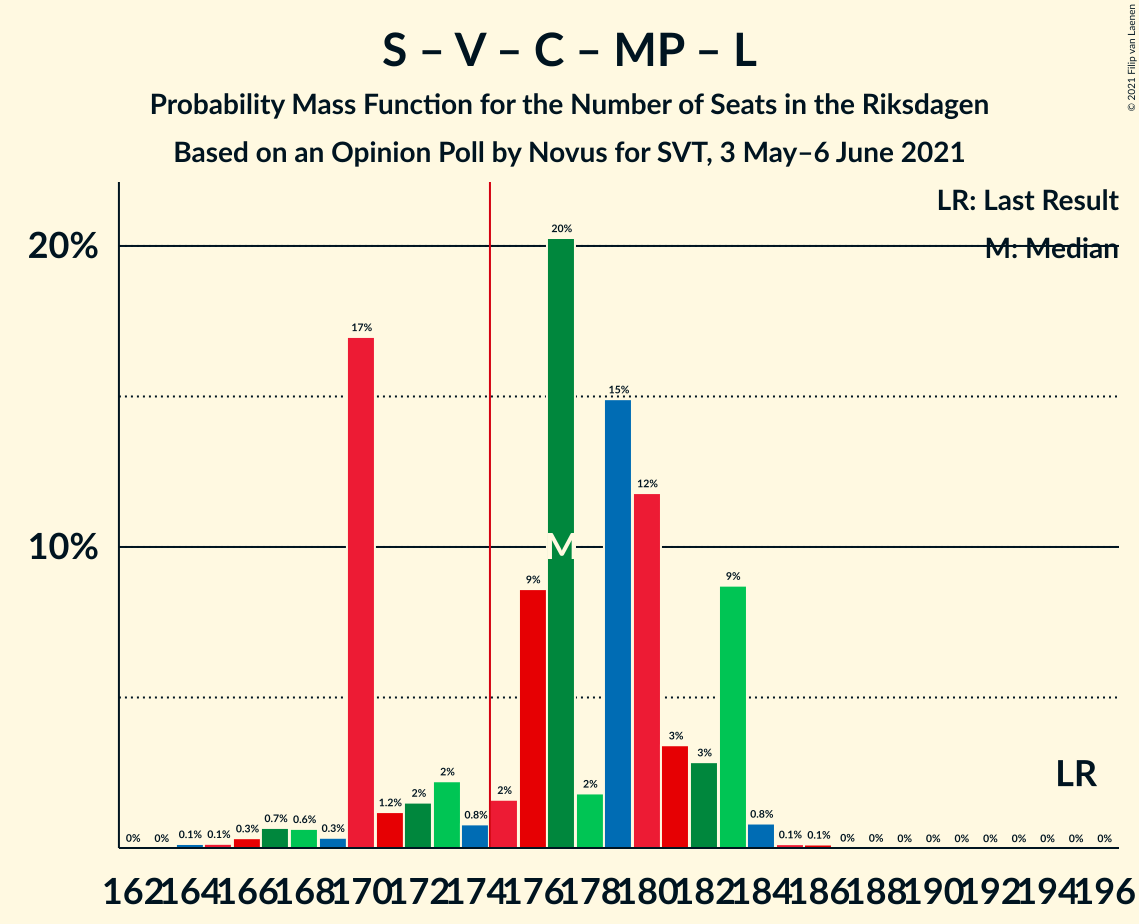 S – V – C – MP – L
Probability Mass Function for the Number of Seats in the Riksdagen
Based on an Opinion Poll by Novus for SVT, 3 May–6 June 2021
© 2021 Filip van Laenen
LR: Last Result
M: Median
20%
10%
0% 0% 0.1% 0.1% 0.3% 0.7% 0.6% 0.3% 17% 1.2% 2% 2% 0.8% 2% 9% 20% 2% 15% 12% 3% 3% 9% 0.8% 0.1% 0.1% 0% 0% 0% 0% 0% 0% 0% 0% 0% 0%
M
LR
162 164 166 168 170 172 174 176 178 180 182 184 186 188 190 192 194 196